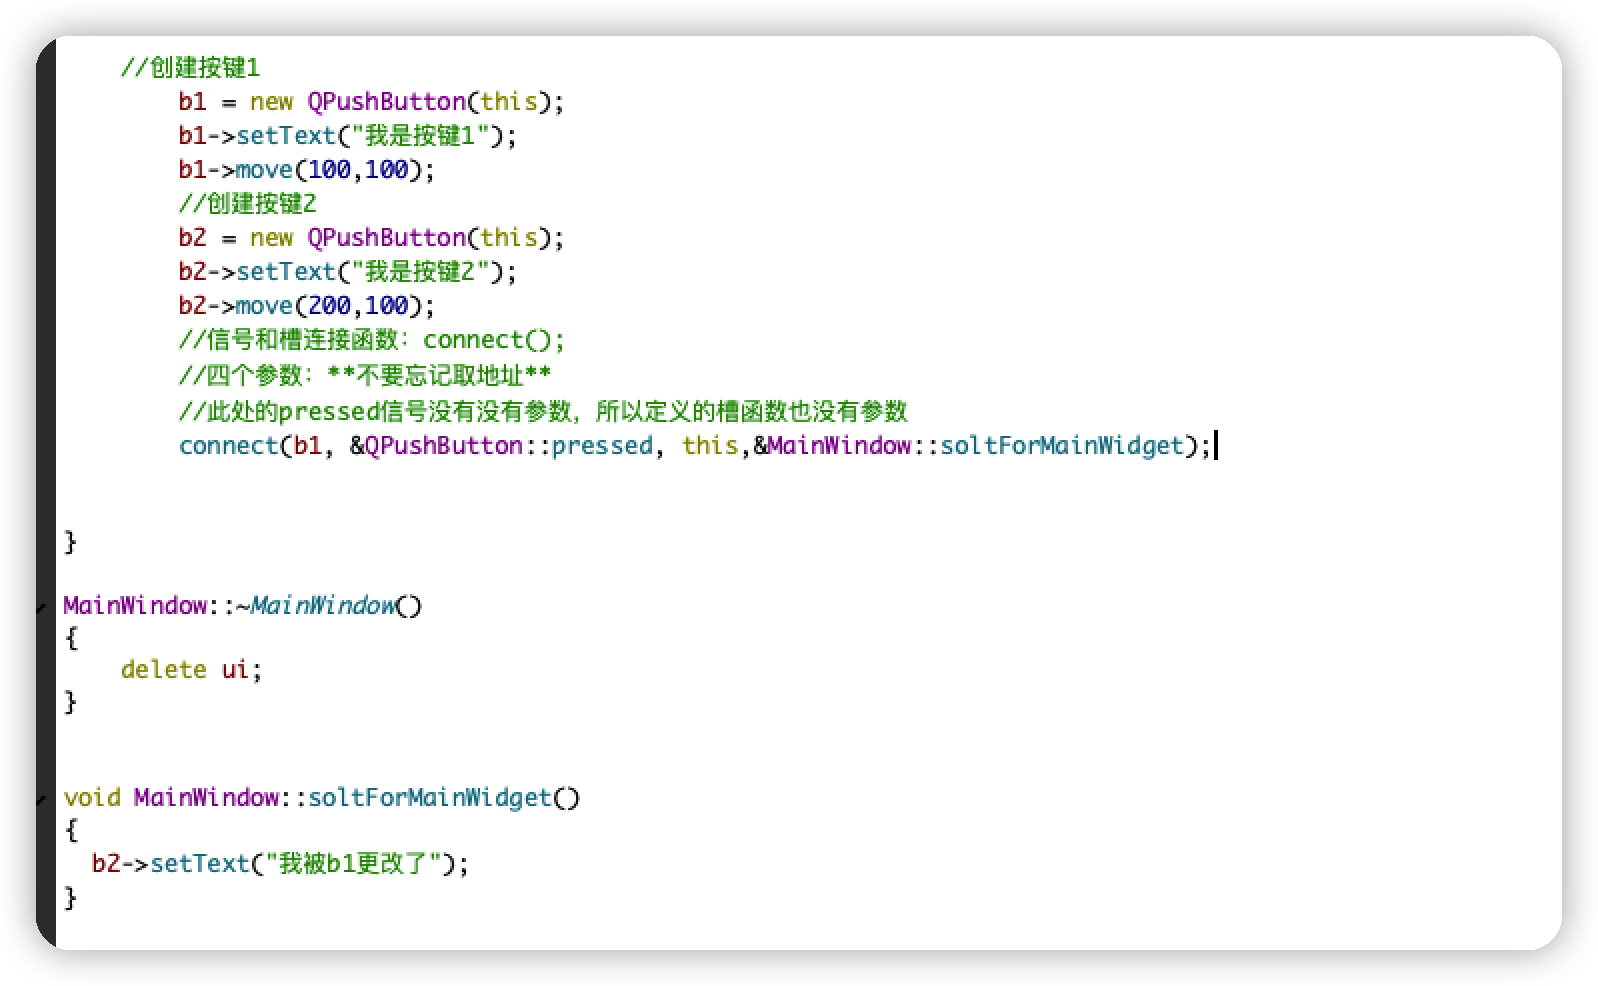 //创建按键1
b1 = new QPushButton(this);
b1->setText("我是按键1");
b1->move(100,100);
//创建按键2
b2 = new QPushButton(this);
b2->setText("我是按键2");
b2->move(200,100);
//信号和槽连接函数：connect();
//四个参数：**不要忘记取地址**
//此处的pressed信号没有没有参数，所以定义的槽函数也没有参数
connect(b1, &QPushButton::pressed, this,&MainWindow::soltForMainWidget);
}
MainWindow::~MainWindow()
{
delete ui;
}
void MainWindow::soltForMainWidget()
{
b2->setText("我被b1更改了");
}